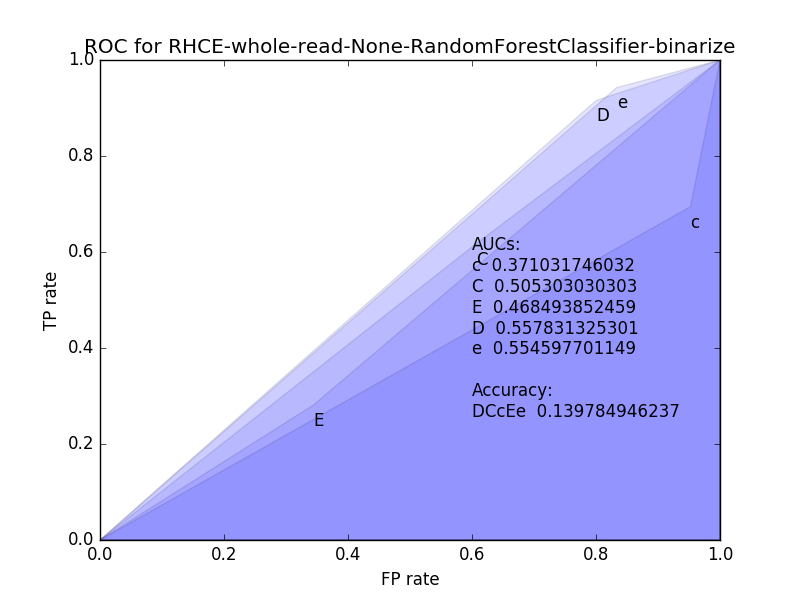 ROC for RHCE-whole-read-None-RandomForestClassifier-binarize
1.0
0.8
0.6
0.4
0.2
0.0
TP rate
e
D
c
C
E
AUCs:
c 0.371031746032
C 0.505303030303
E 0.468493852459
D 0.557831325301
e 0.554597701149
Accuracy:
DCcEe 0.139784946237
0.0 0.2 0.4 0.6 0.8 1.0
FP rate